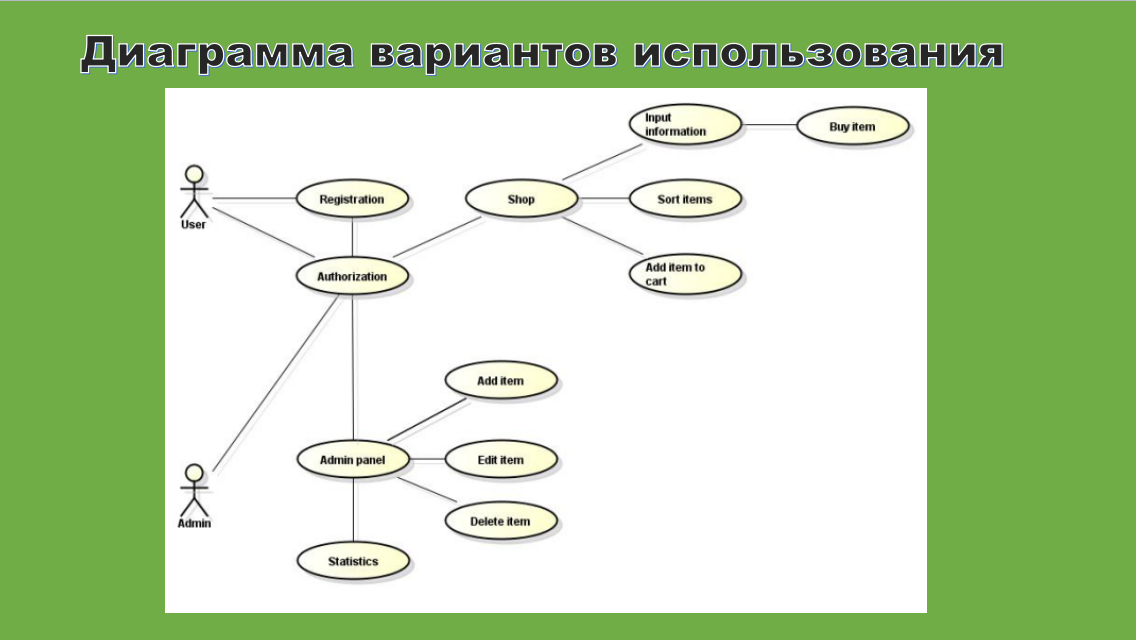 Диаграмма вариантов использования
Input
information
Buy item
User
Registration
Shop
Sort items
Authorization
Add item to
cart
Add item
Admin panel
Edit item
Admin
Delete item
Statistics